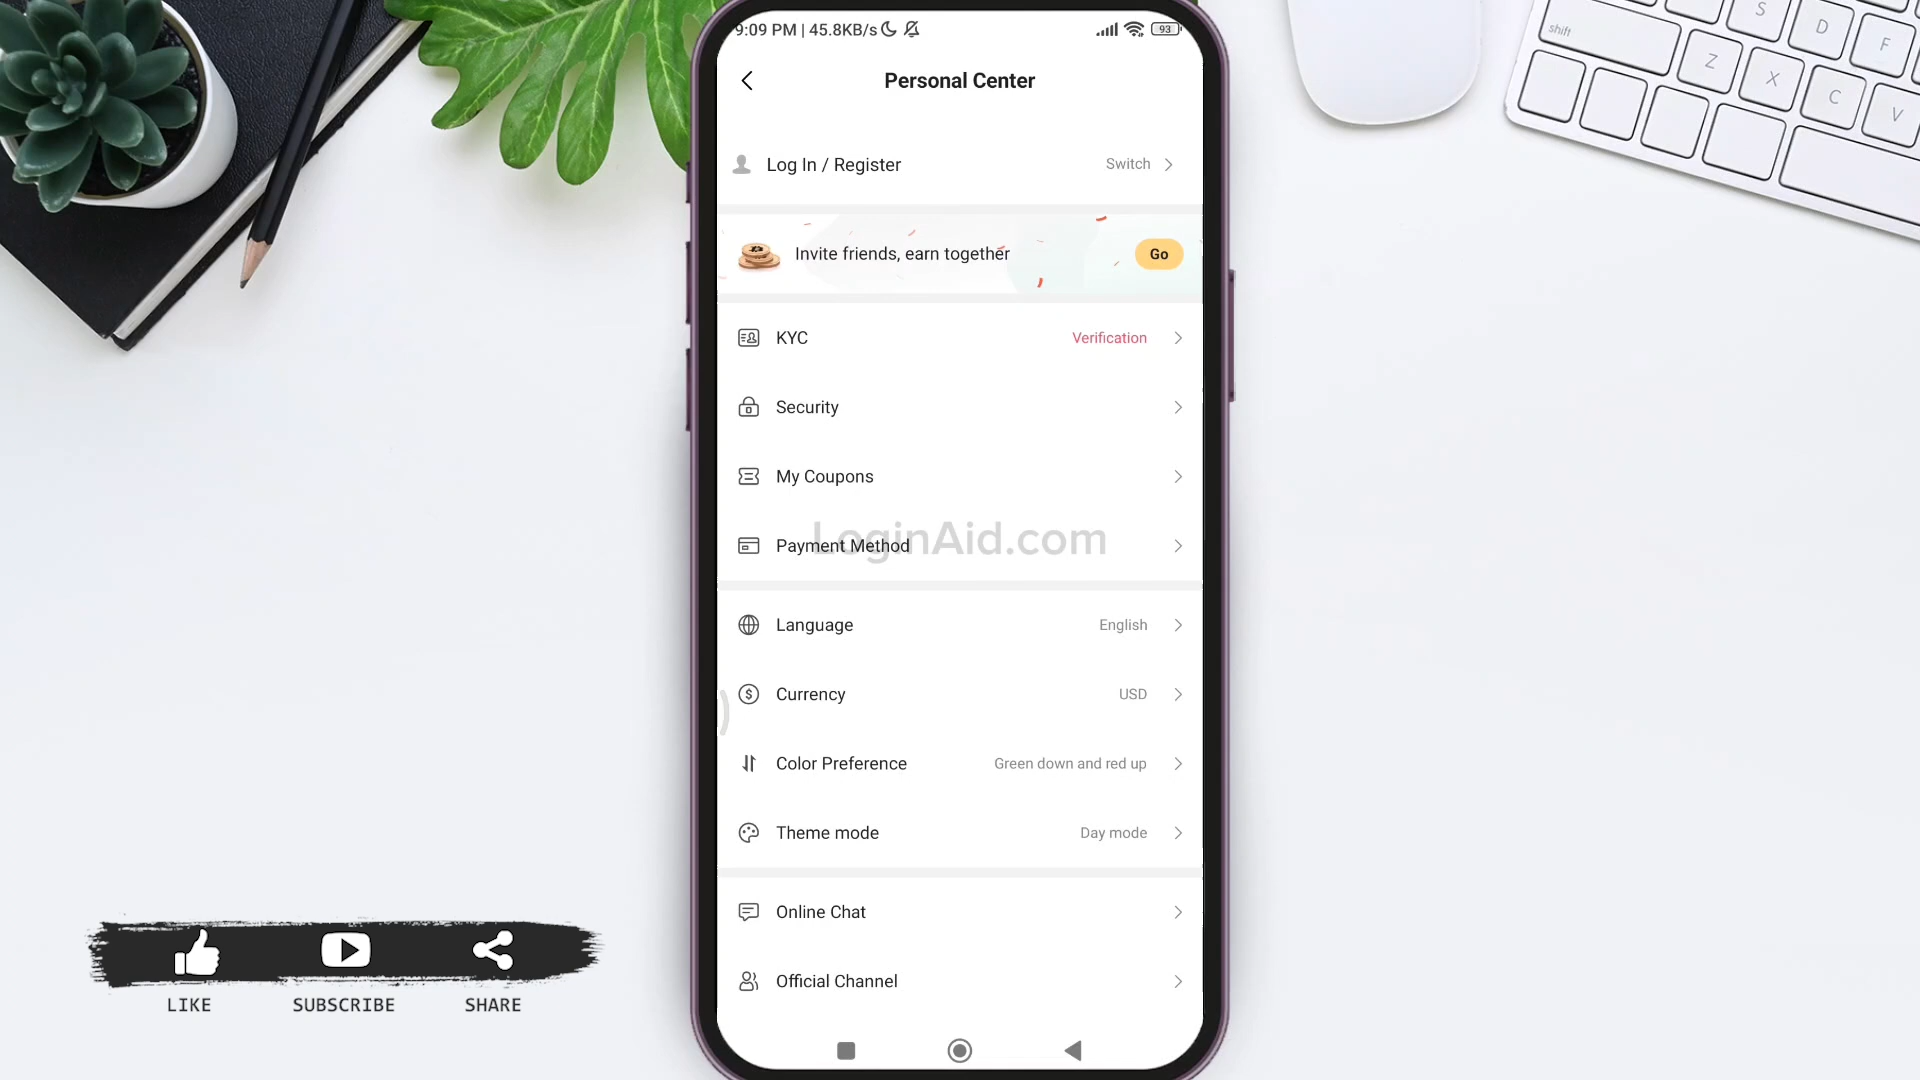 9:09 PM | 45.8KB/s
93
Personal Center
Log In / Register
Switch
Invite friends, earn together
Go
KYC
Verification
Security
My Coupons
Payment Method
LoginAid.com
Language
English
Currency
USD
Color Preference
Green down and red up
Theme mode
Day mode
Online Chat
Official Channel
LIKE
SUBSCRIBE
SHARE
shift
S
D
F
Z
X
C
V